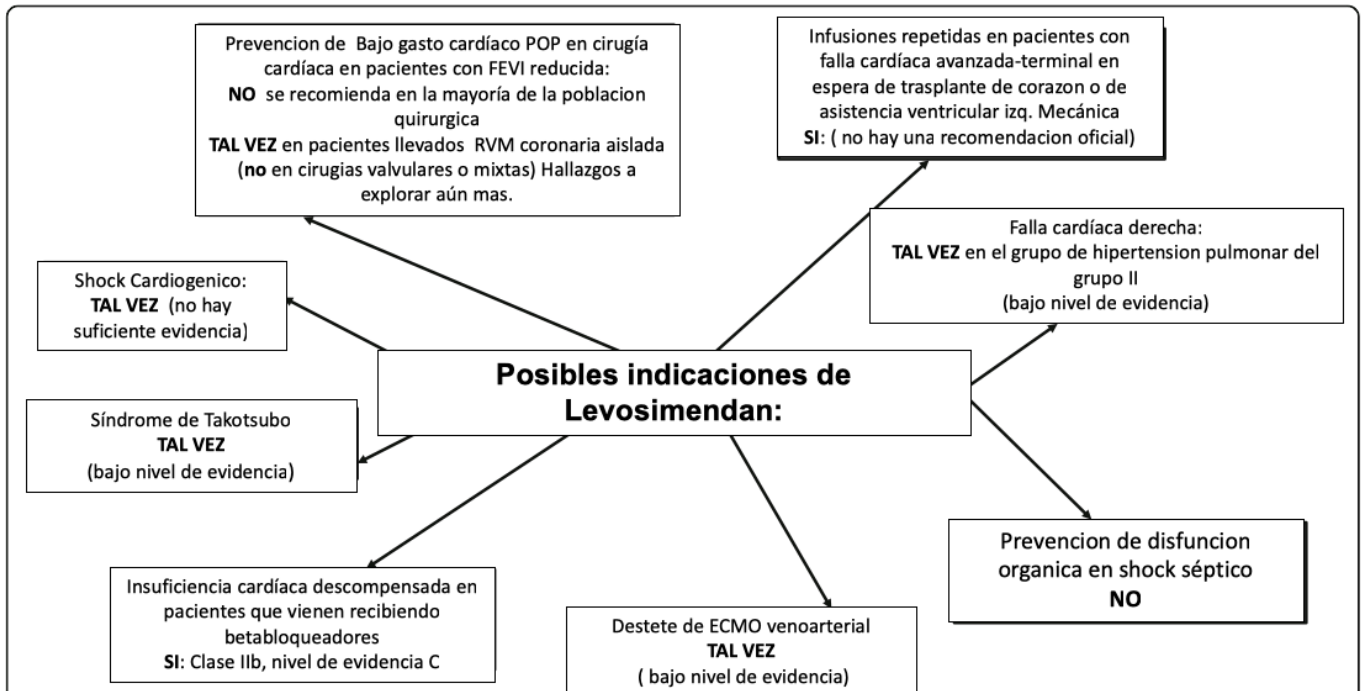 Prevencion de Bajo gasto cardíaco POP en cirugía
cardíaca en pacientes con FEVI reducida:
NO se recomienda en la mayoría de la poblacion
quirurgica
TAL VEZ en pacientes llevados RVM coronaria aislada
(no en cirugias valvulares o mixtas) Hallazgos a
explorar aún mas.
Infusiones repetidas en pacientes con
falla cardíaca avanzada-terminal en
espera de trasplante de corazon o de
asistencia ventricular izq. Mecánica
SI: ( no hay una recomendacion oficial)
Falla cardíaca derecha:
TAL VEZ en el grupo de hipertension pulmonar del
grupo II
(bajo nivel de evidencia)
Shock Cardiogenico:
TAL VEZ (no hay
suficiente evidencia)
Posibles indicaciones de
Levosimendan:
Síndrome de Takotsubo
TAL VEZ
(bajo nivel de evidencia)
Prevencion de disfuncion
organica en shock séptico
NO
Insuficiencia cardíaca descompensada en
pacientes que vienen recibiendo
betabloqueadores
SI: Clase IIb, nivel de evidencia C
Destete de ECMO venoarterial
TAL VEZ
( bajo nivel de evidencia)